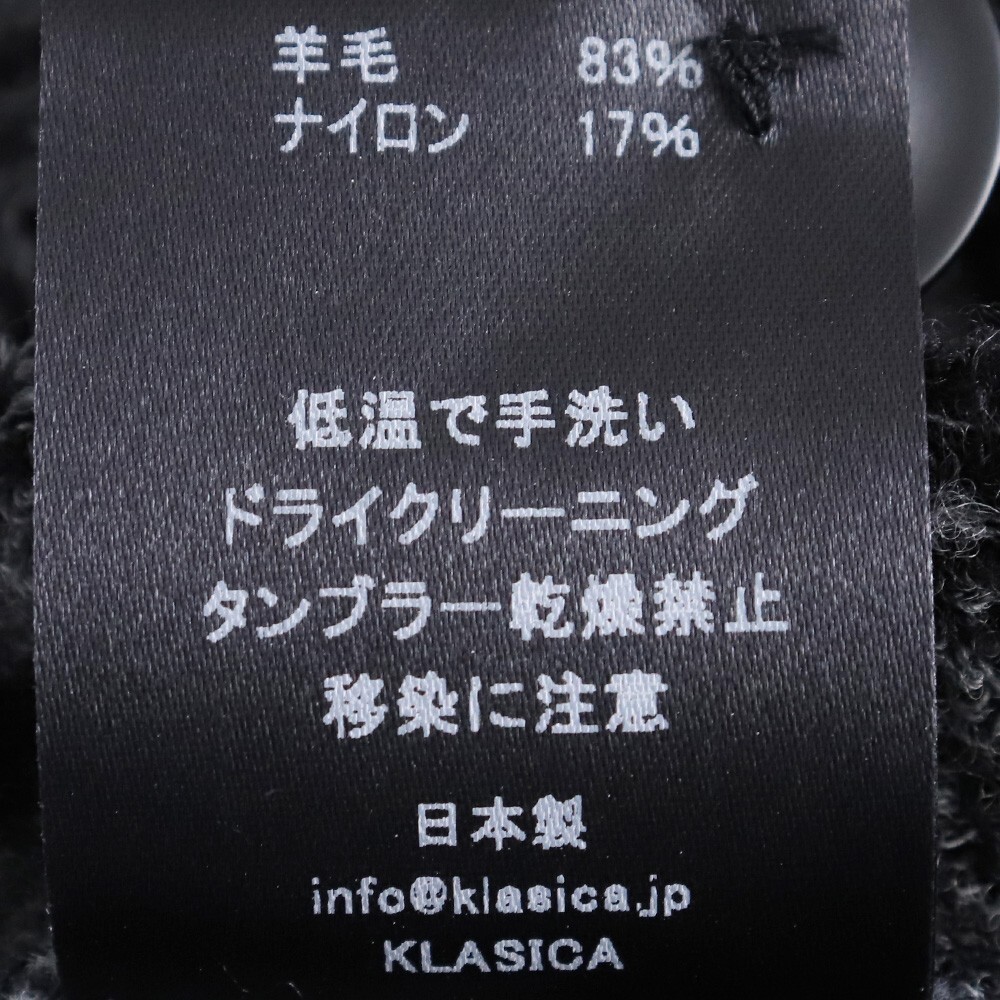 羊毛 83%
ナイロン 17%
低温で手洗い
ドライクリーニング
タンブラー乾燥禁止
移染に注意
日本製
info@klasica.jp
KLASICA